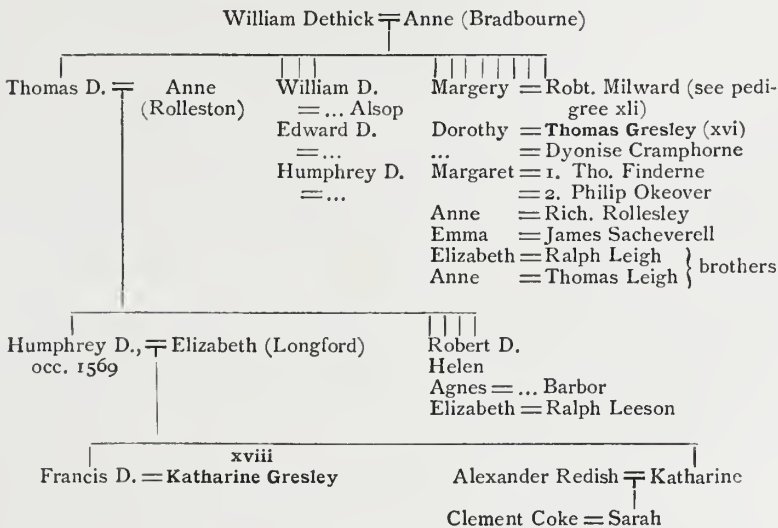 William Dethick = Anne (Bradbourne)
Thomas D. = Anne
(Rolleston)
William D.
= ... Alsop
Edward D.
= ...
Humphrey D.
= ...
Margery = Robt. Milward (see pedi-
gree xli)
Dorothy = Thomas Gresley (xvi)
... = Dyonise Cramphorne
Margaret = 1. Tho. Finderne
= 2. Philip Okeover
Anne = Rich. Rollesley
Emma = James Sacheverell
Elizabeth = Ralph Leigh } brothers
Anne = Thomas Leigh
Humphrey D., = Elizabeth (Longford)
occ. 1569
Robert D.
Helen
Agnes = ... Barbor
Elizabeth = Ralph Leeson
xviii
Francis D. = Katharine Gresley
Alexander Redish = Katharine
Clement Coke = Sarah